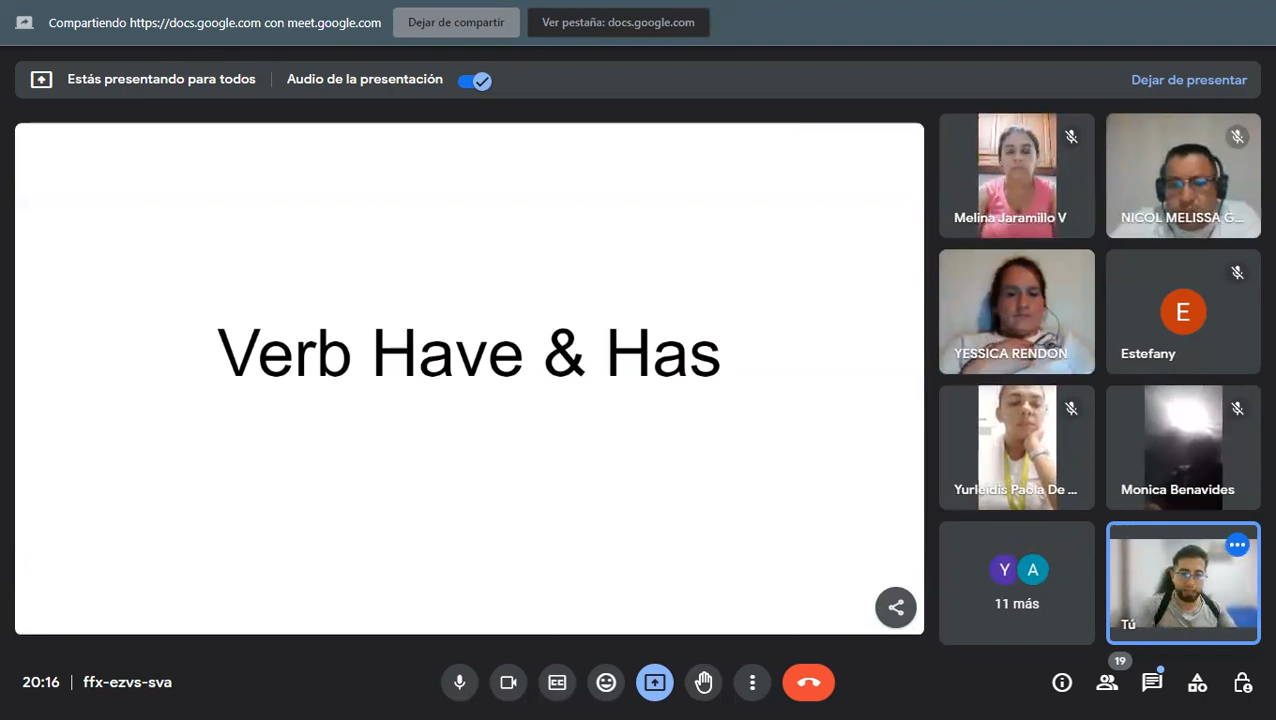 Compartiendo https://docs.google.com con meet.google.com
Dejar de compartir
Ver pestaña: docs.google.com
Estás presentando para todos
Audio de la presentación
Dejar de presentar
Verb Have & Has
Melina Jaramillo V
NICOL MELISSA G...
YESSICA RENDON
E
Estefany
Yurleidis Paola De ...
Monica Benavides
Y
A
11 más
Tú
20:16
ffx-ezvs-sva
19